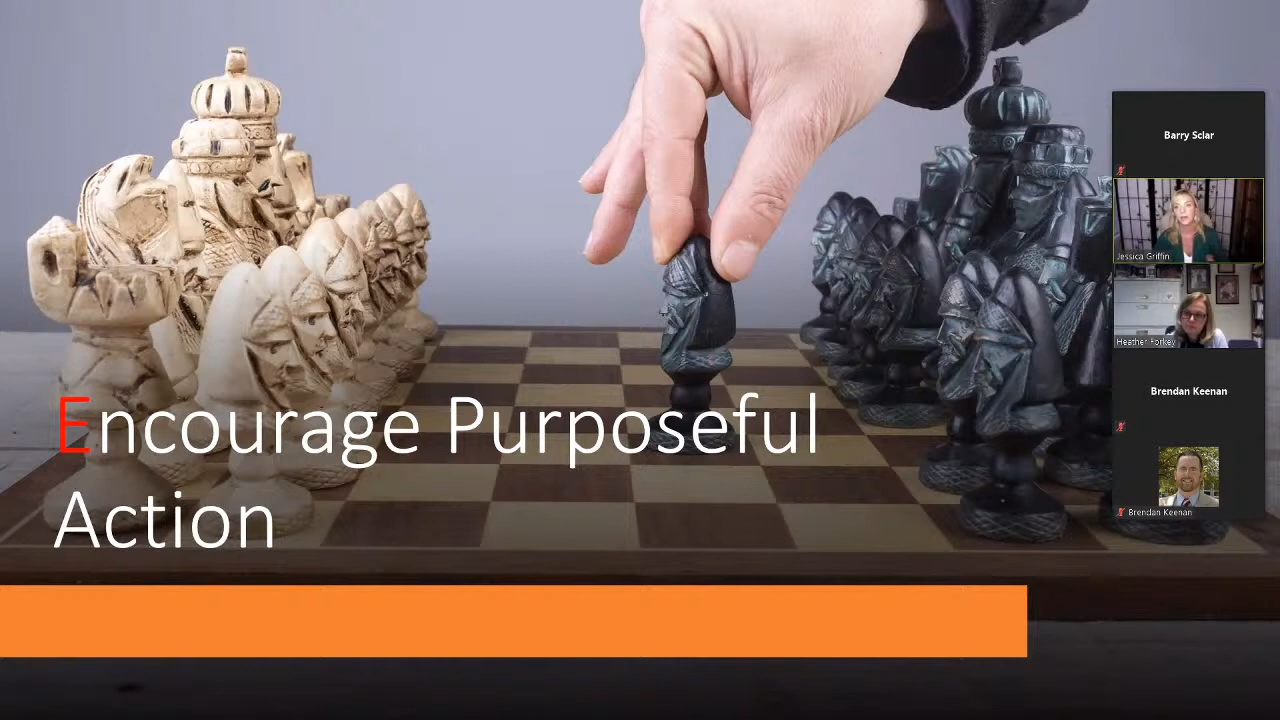 Encourage Purposeful
Action
Barry Sclar
Jessica Griffin
Heather Forkey
Brendan Keenan
Brendan Keenan